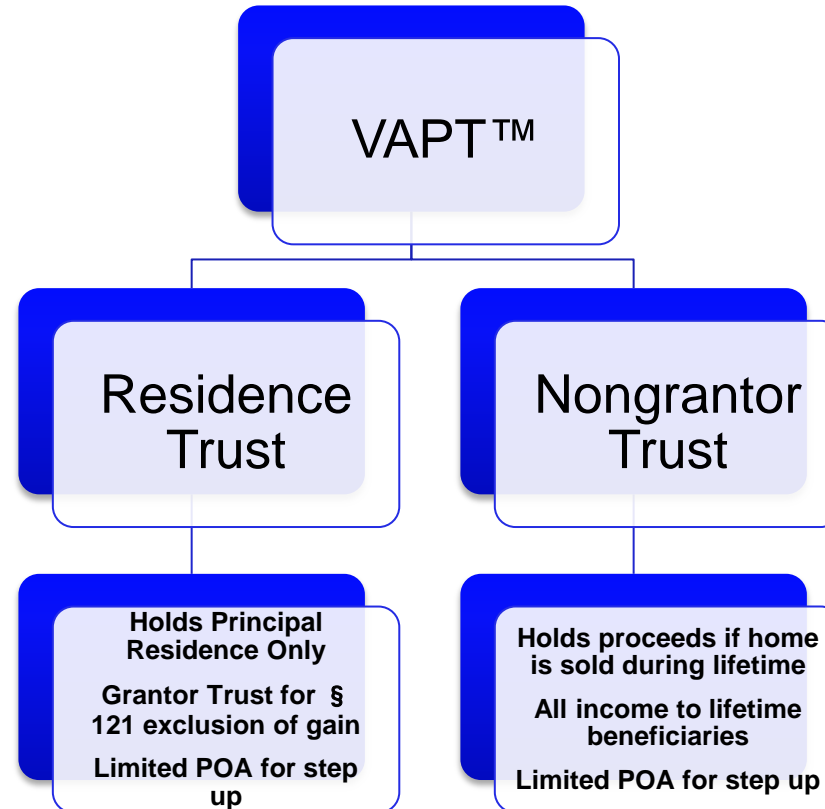 VAPT™
Residence
Trust
Nongrantor
Trust
Holds Principal
Residence Only
Grantor Trust for §
121 exclusion of gain
Limited POA for step
up
Holds proceeds if home
is sold during lifetime
All income to lifetime
beneficiaries
Limited POA for step up